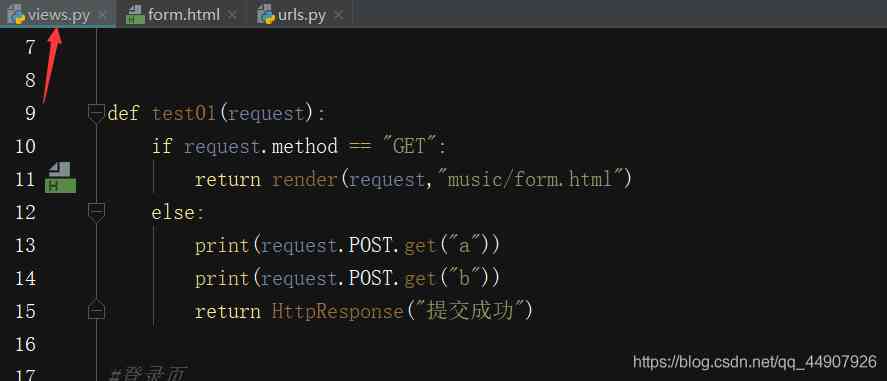 views.py × form.html × urls.py ×
7
8
9 def test01(request):
10 if request.method == "GET":
11 H return render(request,"music/form.html")
12 else:
13 print(request.POST.get("a"))
14 print(request.POST.get("b"))
15 return HttpResponse("提交成功")
16
17 #登录页
https://blog.csdn.net/qq_44907926